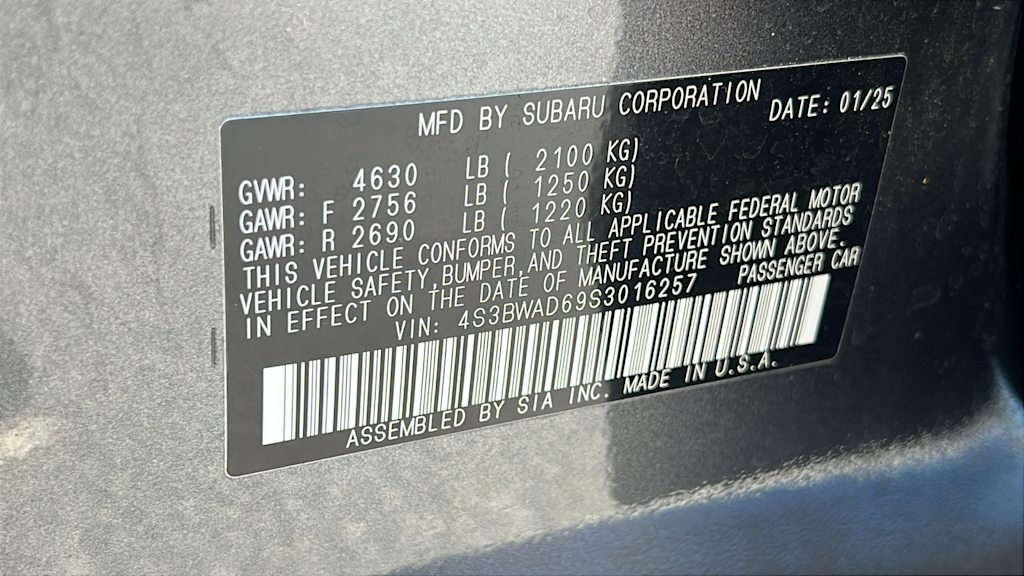 MFD BY SUBARU CORPORATION DATE: 01/25
GVWR: 4630 LB ( 2100 KG)
GAWR: F 2756 LB ( 1250 KG)
GAWR: R 2690 LB ( 1220 KG)
THIS VEHICLE CONFORMS TO ALL APPLICABLE FEDERAL MOTOR
VEHICLE SAFETY,BUMPER,AND THEFT PREVENTION STANDARDS
IN EFFECT ON THE DATE OF MANUFACTURE SHOWN ABOVE.
VIN: 4S3BWAD69S3016257 PASSENGER CAR
ASSEMBLED BY SIA INC. MADE IN U.S.A.